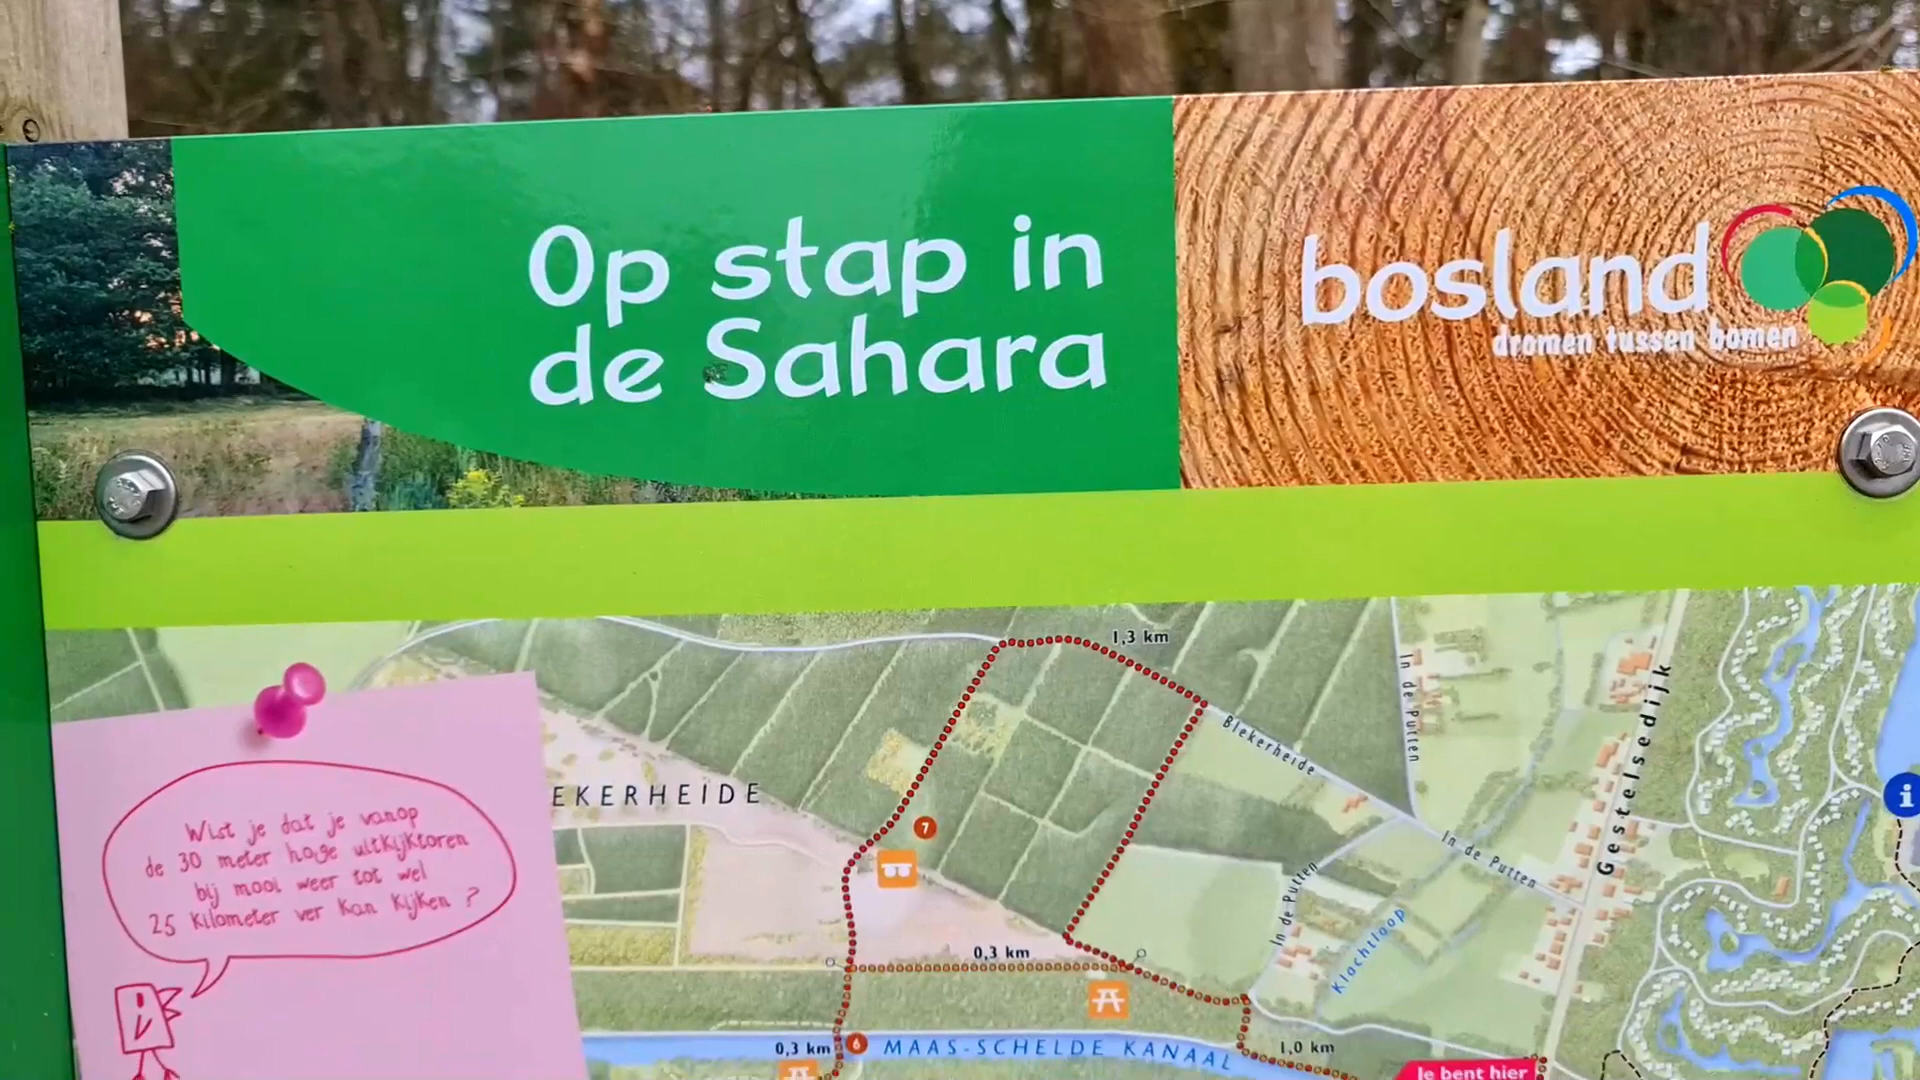 Op stap in
de Sahara
bosland
dromen tussen bomen
1,3 km
In de Putten
Gestelsedijk
Blekerheide
EKERHEIDE
i
Wist je dat je vanop
de 30 meter hoge uitkijktoren
bij mooi weer tot wel
25 kilometer ver kan kijken ?
7
In de Putten
In de Putten
Klachtloop
0,3 km
0,3 km
6
MAAS-SCHELDE KANAAL
1,0 km
Je bent hier